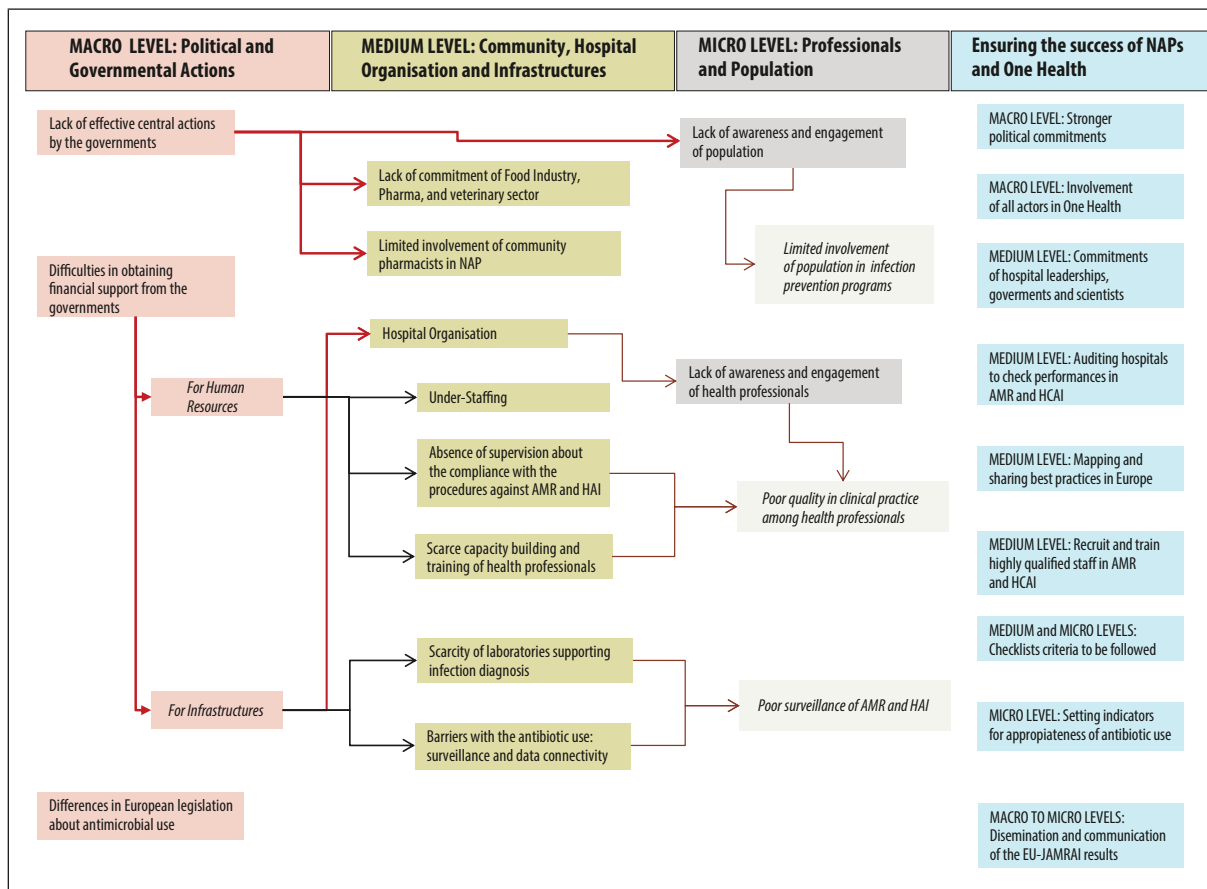 MACRO LEVEL: Political and
Governmental Actions
MEDIUM LEVEL: Community, Hospital
Organisation and Infrastructures
MICRO LEVEL: Professionals
and Population
Ensuring the success of NAPs
and One Health
Lack of effective central actions
by the governments
Difficulties in obtaining
financial support from the
governments
For Human
Resources
For Infrastructures
Differences in European legislation
about antimicrobial use
Lack of commitment of Food Industry,
Pharma, and veterinary sector
Limited involvement of community
pharmacists in NAP
Hospital Organisation
Under-Staffing
Absence of supervision about
the compliance with the
procedures against AMR and HAI
Scarce capacity building and
training of health professionals
Scarcity of laboratories supporting
infection diagnosis
Barriers with the antibiotic use:
surveillance and data connectivity
Lack of awareness and engagement
of population
Limited involvement
of population in infection
prevention programs
Lack of awareness and engagement
of health professionals
Poor quality in clinical practice
among health professionals
Poor surveillance of AMR and HAI
MACRO LEVEL: Stronger
political commitments
MACRO LEVEL: Involvement
of all actors in One Health
MEDIUM LEVEL: Commitments
of hospital leaderships,
goverments and scientists
MEDIUM LEVEL: Auditing hospitals
to check performances in
AMR and HCAI
MEDIUM LEVEL: Mapping and
sharing best practices in Europe
MEDIUM LEVEL: Recruit and train
highly qualified staff in AMR
and HCAI
MEDIUM and MICRO LEVELS:
Checklists criteria to be followed
MICRO LEVEL: Setting indicators
for appropiateness of antibiotic use
MACRO TO MICRO LEVELS:
Disemination and communication
of the EU-JAMRAI results